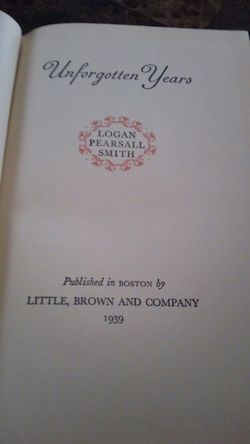 Unforgotten Years
LOGAN
PEARSALL
SMITH
Published in BOSTON by
LITTLE, BROWN AND COMPANY
1939